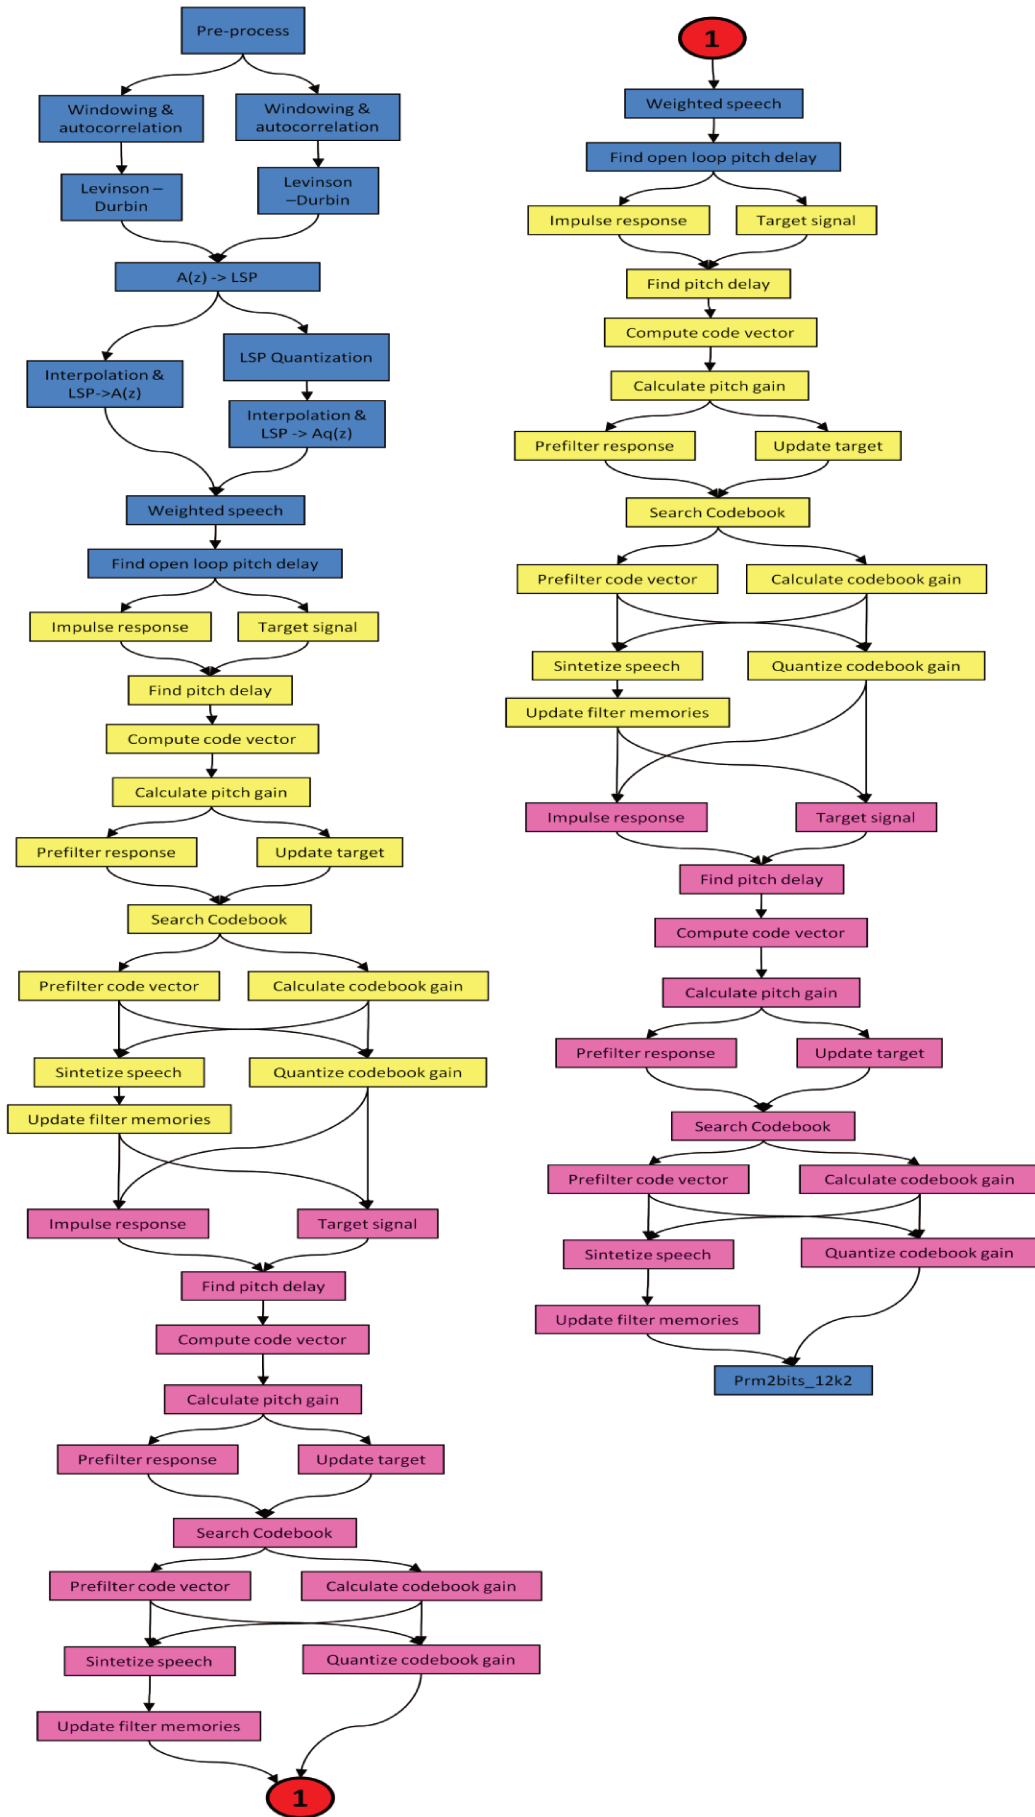 Pre-process
Windowing &
autocorrelation
Windowing &
autocorrelation
Levinson –
Durbin
Levinson
–Durbin
A(z) -> LSP
Interpolation &
LSP->A(z)
LSP Quantization
Interpolation &
LSP -> Aq(z)
Weighted speech
Find open loop pitch delay
Impulse response
Target signal
Find pitch delay
Compute code vector
Calculate pitch gain
Prefilter response
Update target
Search Codebook
Prefilter code vector
Calculate codebook gain
Sintetize speech
Quantize codebook gain
Update filter memories
Impulse response
Target signal
Find pitch delay
Compute code vector
Calculate pitch gain
Prefilter response
Update target
Search Codebook
Prefilter code vector
Calculate codebook gain
Sintetize speech
Quantize codebook gain
Update filter memories
1
1
Weighted speech
Find open loop pitch delay
Impulse response
Target signal
Find pitch delay
Compute code vector
Calculate pitch gain
Prefilter response
Update target
Search Codebook
Prefilter code vector
Calculate codebook gain
Sintetize speech
Quantize codebook gain
Update filter memories
Impulse response
Target signal
Find pitch delay
Compute code vector
Calculate pitch gain
Prefilter response
Update target
Search Codebook
Prefilter code vector
Calculate codebook gain
Sintetize speech
Quantize codebook gain
Update filter memories
Prm2bits_12k2